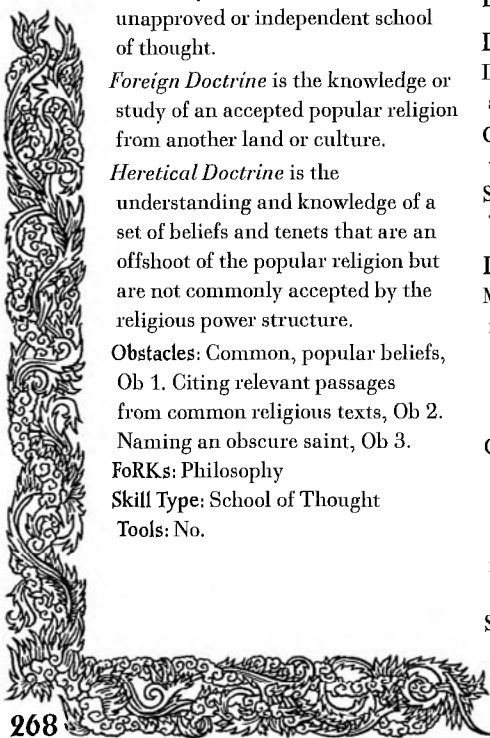 unapproved or independent school
of thought.
Foreign Doctrine is the knowledge or
study of an accepted popular religion
from another land or culture.
Heretical Doctrine is the
understanding and knowledge of a
set of beliefs and tenets that are an
offshoot of the popular religion but
are not commonly accepted by the
religious power structure.
Obstacles: Common, popular beliefs,
Ob 1. Citing relevant passages
from common religious texts, Ob 2.
Naming an obscure saint, Ob 3.
FoRKs: Philosophy
Skill Type: School of Thought
Tools: No.
268